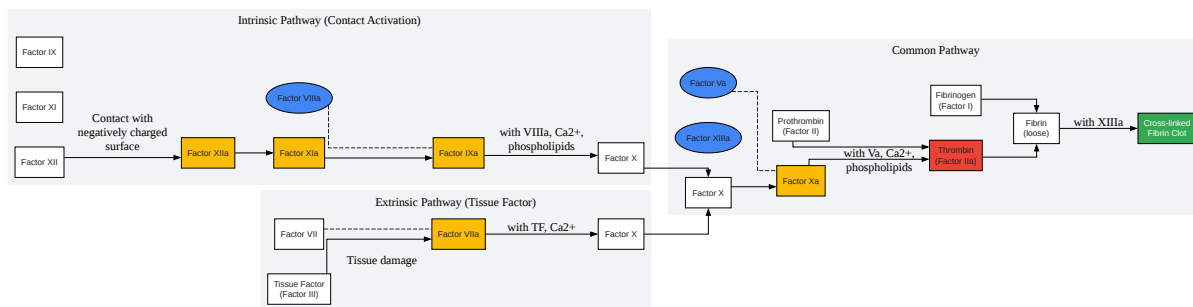 Intrinsic Pathway (Contact Activation)
Factor IX
Factor XI
Factor XII
Contact with
negatively charged
surface
Factor XIIa
Factor VIIIa
Factor XIa
Factor IXa
with VIIIa, Ca2+,
phospholipids
Factor X
Extrinsic Pathway (Tissue Factor)
Factor VII
Tissue Factor
(Factor III)
Tissue damage
Factor VIIa
with TF, Ca2+
Factor X
Common Pathway
Factor Va
Factor XIIIa
Factor X
Prothrombin
(Factor II)
Factor Xa
with Va, Ca2+,
phospholipids
Fibrinogen
(Factor I)
Thrombin
(Factor IIa)
Fibrin
(loose)
with XIIIa
Cross-linked
Fibrin Clot